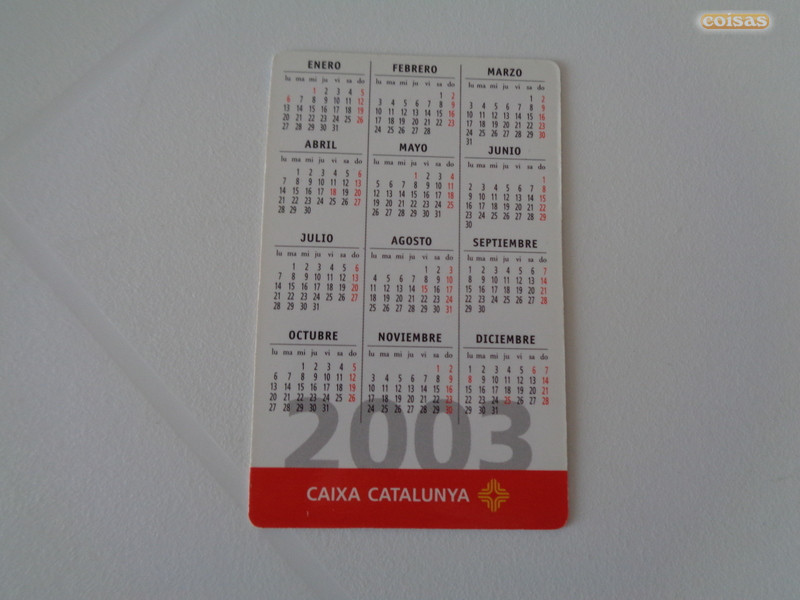 coisas
ENERO
lu ma mi ju vi sa do
1 2 3 4 5
6 7 8 9 10 11 12
13 14 15 16 17 18 19
20 21 22 23 24 25 26
27 28 29 30 31
FEBRERO
lu ma mi ju vi sa do
1 2
3 4 5 6 7 8 9
10 11 12 13 14 15 16
17 18 19 20 21 22 23
24 25 26 27 28
MARZO
lu ma mi ju vi sa do
1 2
3 4 5 6 7 8 9
10 11 12 13 14 15 16
17 18 19 20 21 22 23
24 25 26 27 28 29 30
31
ABRIL
lu ma mi ju vi sa do
1 2 3 4 5 6
7 8 9 10 11 12 13
14 15 16 17 18 19 20
21 22 23 24 25 26 27
28 29 30
MAYO
lu ma mi ju vi sa do
1 2 3 4
5 6 7 8 9 10 11
12 13 14 15 16 17 18
19 20 21 22 23 24 25
26 27 28 29 30 31
JUNIO
lu ma mi ju vi sa do
1
2 3 4 5 6 7 8
9 10 11 12 13 14 15
16 17 18 19 20 21 22
23 24 25 26 27 28 29
30
JULIO
lu ma mi ju vi sa do
1 2 3 4 5 6
7 8 9 10 11 12 13
14 15 16 17 18 19 20
21 22 23 24 25 26 27
28 29 30 31
AGOSTO
lu ma mi ju vi sa do
1 2 3
4 5 6 7 8 9 10
11 12 13 14 15 16 17
18 19 20 21 22 23 24
25 26 27 28 29 30 31
SEPTIEMBRE
lu ma mi ju vi sa do
1 2 3 4 5 6 7
8 9 10 11 12 13 14
15 16 17 18 19 20 21
22 23 24 25 26 27 28
29 30
OCTUBRE
lu ma mi ju vi sa do
1 2 3 4 5
6 7 8 9 10 11 12
13 14 15 16 17 18 19
20 21 22 23 24 25 26
27 28 29 30 31
NOVIEMBRE
lu ma mi ju vi sa do
1 2
3 4 5 6 7 8 9
10 11 12 13 14 15 16
17 18 19 20 21 22 23
24 25 26 27 28 29 30
DICIEMBRE
lu ma mi ju vi sa do
1 2 3 4 5 6 7
8 9 10 11 12 13 14
15 16 17 18 19 20 21
22 23 24 25 26 27 28
29 30 31
2003
CAIXA CATALUNYA